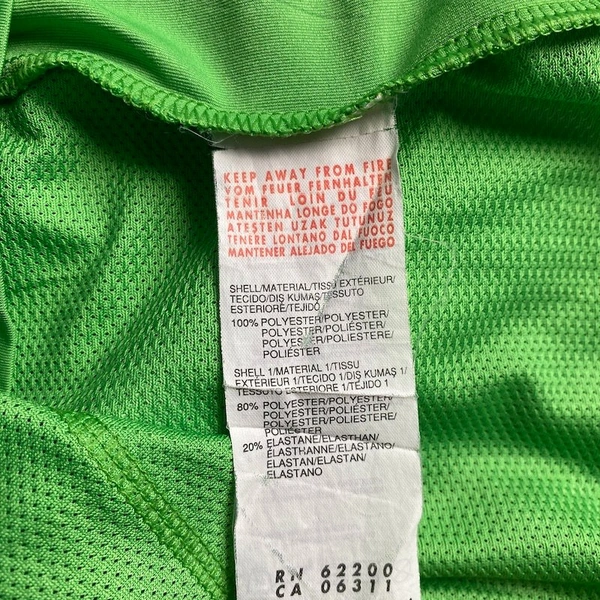 KEEP AWAY FROM FIRE
VOM FEUER FERNHALTEN
TENIR LOIN DU FEU
MANTENHA LONGE DO FOGO
ATEŞTEN UZAK TUTUNUZ
TENERE LONTANO DAL FUOCO
MANTENER ALEJADO DEL FUEGO
SHELL/MATERIAL/TISSU EXTÉRIEUR/
TECIDO/DIŞ KUMAŞ/TESSUTO
ESTERIORE/TEJIDO
100% POLYESTER/POLYESTER/
POLYESTER/POLIÉSTER/
POLYESTER/POLIESTERE/
POLIÉSTER
SHELL 1/MATERIAL 1/TISSU
EXTÉRIEUR 1/TECIDO 1/DIŞ KUMAŞ 1/
TESSUTO ESTERIORE 1/TEJIDO 1
80% POLYESTER/POLYESTER/
POLYESTER/POLIÉSTER/
POLYESTER/POLIESTERE/
POLIÉSTER
20% ELASTANE/ELASTHAN/
ÉLASTHANNE/ELASTANO/
ELASTAN/ELASTAN/
ELASTANO
RN 62200
CA 06311